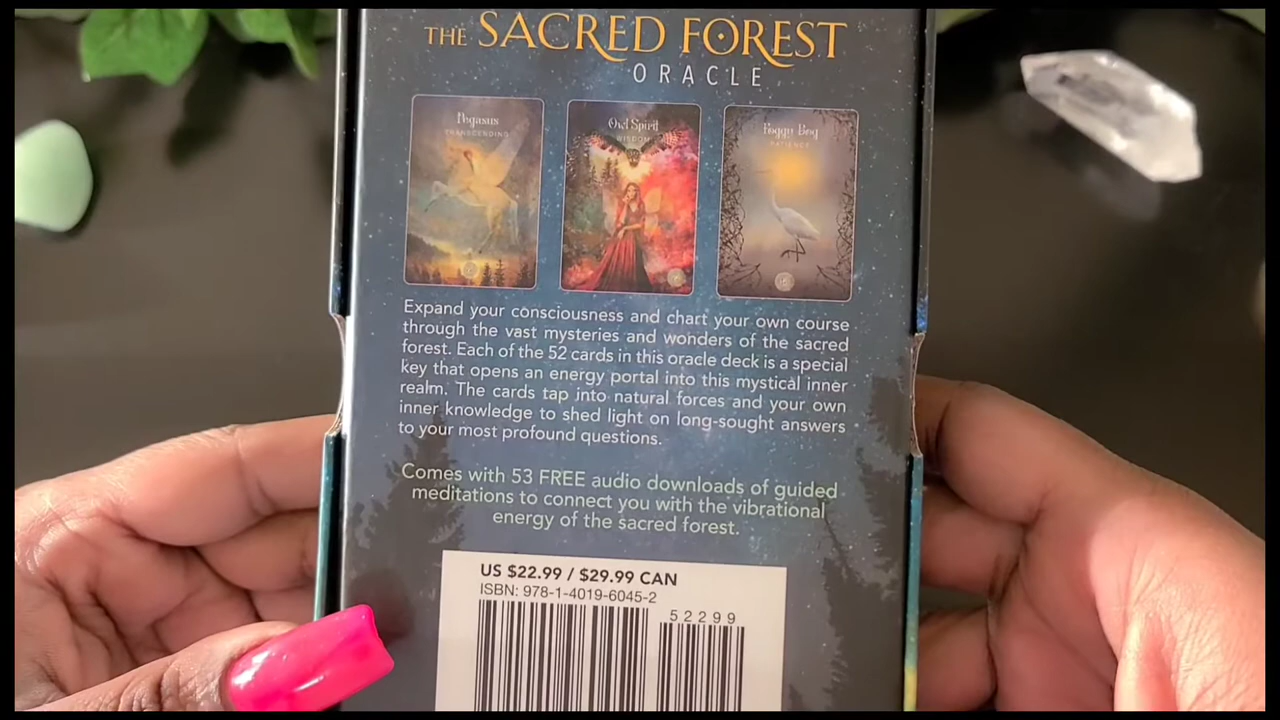 THE SACRED FOREST
ORACLE
Pegasus
TRANSCENDING
Owl Spirit
WISDOM
Foggy Bog
PATIENCE
Expand your consciousness and chart your own course
through the vast mysteries and wonders of the sacred
forest. Each of the 52 cards in this oracle deck is a special
key that opens an energy portal into this mystical inner
realm. The cards tap into natural forces and your own
inner knowledge to shed light on long-sought answers
to your most profound questions.
Comes with 53 FREE audio downloads of guided
meditations to connect you with the vibrational
energy of the sacred forest.
US $22.99 / $29.99 CAN
ISBN: 978-1-4019-6045-2
52299